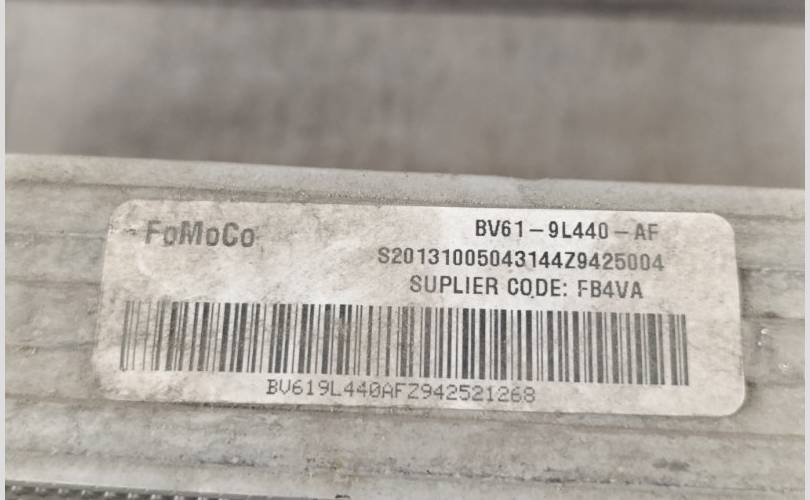 FoMoCo
BV61-9L440-AF
S20131005043144Z9425004
SUPLIER CODE: FB4VA
BV619L440AFZ942521268